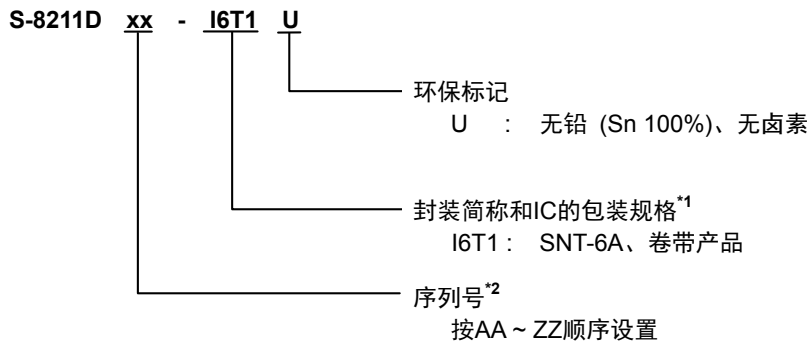 S-8211D xx - I6T1 U
环保标记
U : 无铅 (Sn 100%)、无卤素
封装简称和IC的包装规格*1
I6T1 : SNT-6A、卷带产品
序列号*2
按AA ~ ZZ顺序设置